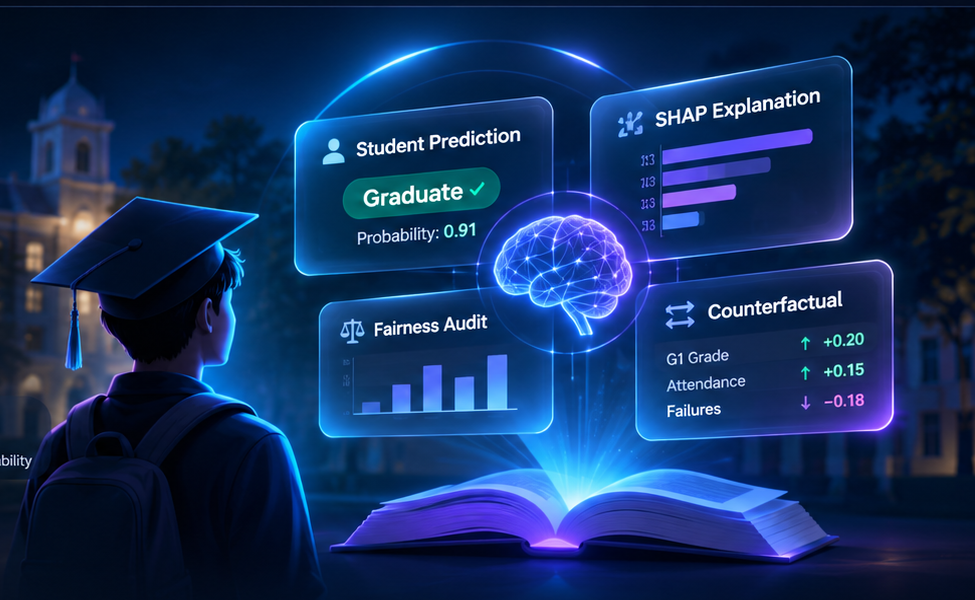 Student Prediction
Graduate ✓
Probability: 0.91
SHAP Explanation
Fairness Audit
Counterfactual
G1 Grade ↑ +0.20
Attendance ↑ +0.15
Failures ↓ −0.18
bility